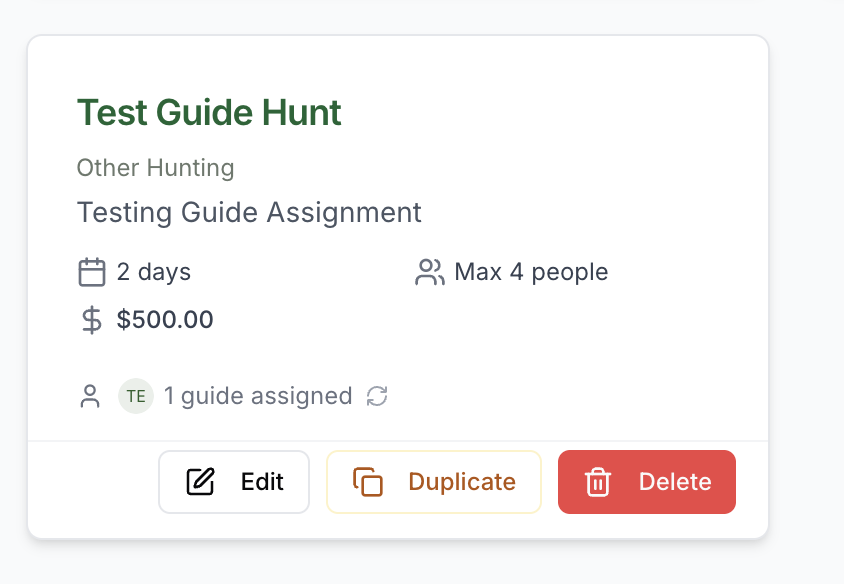 Test Guide Hunt
Other Hunting
Testing Guide Assignment
2 days Max 4 people
$500.00
TE 1 guide assigned
Edit Duplicate Delete